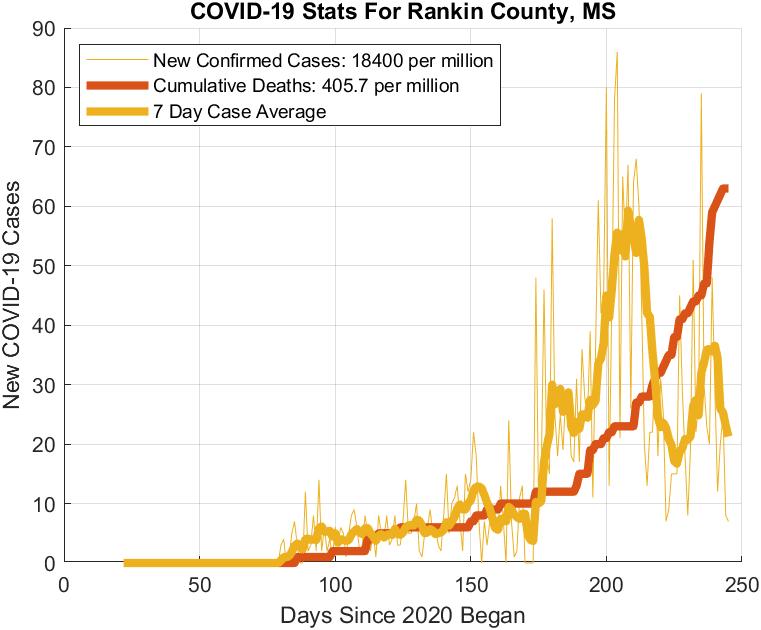 COVID-19 Stats For Rankin County, MS
New Confirmed Cases: 18400 per million
Cumulative Deaths: 405.7 per million
7 Day Case Average
New COVID-19 Cases
90
80
70
60
50
40
30
20
10
0
0 50 100 150 200 250
Days Since 2020 Began